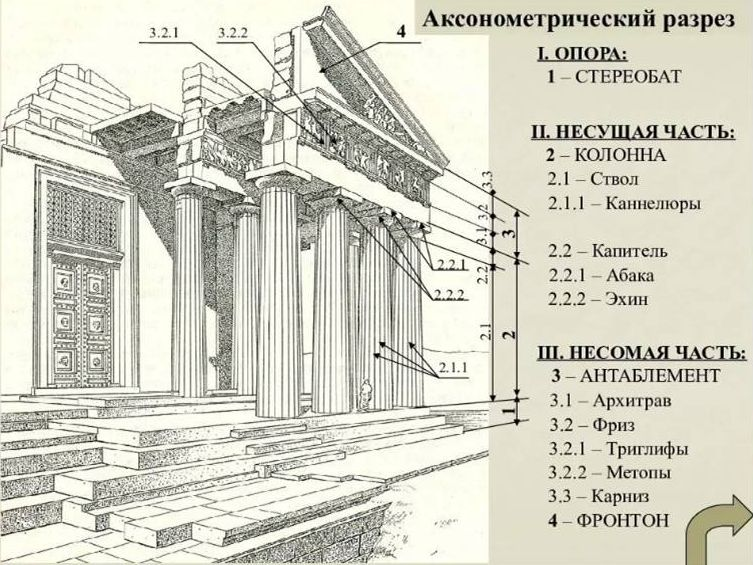 Аксонометрический разрез
3.2.1
3.2.2
4
I. ОПОРА:
1 – СТЕРЕОБАТ
II. НЕСУЩАЯ ЧАСТЬ:
2 – КОЛОННА
2.1 – Ствол
2.1.1 – Каннелюры
2.2 – Капитель
2.2.1 – Абака
2.2.2 – Эхин
III. НЕСОМАЯ ЧАСТЬ:
3 – АНТАБЛЕМЕНТ
3.1 – Архитрав
3.2 – Фриз
3.2.1 – Триглифы
3.2.2 – Метопы
3.3 – Карниз
4 – ФРОНТОН
3.3
3.2
3.1
3
2.2
2.1
2
1
2.2.1
2.2.2
2.1.1